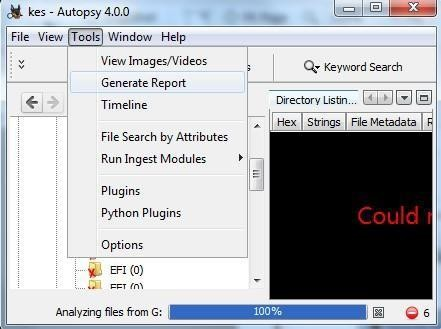 kes - Autopsy 4.0.0
File View Tools Window Help
View Images/Videos
Generate Report
Timeline
File Search by Attributes
Run Ingest Modules
Plugins
Python Plugins
Options
Keyword Search
Directory Listin...
Hex Strings File Metadata
Could
EFI (0)
EFI (0)
Analyzing files from G: 100% 6